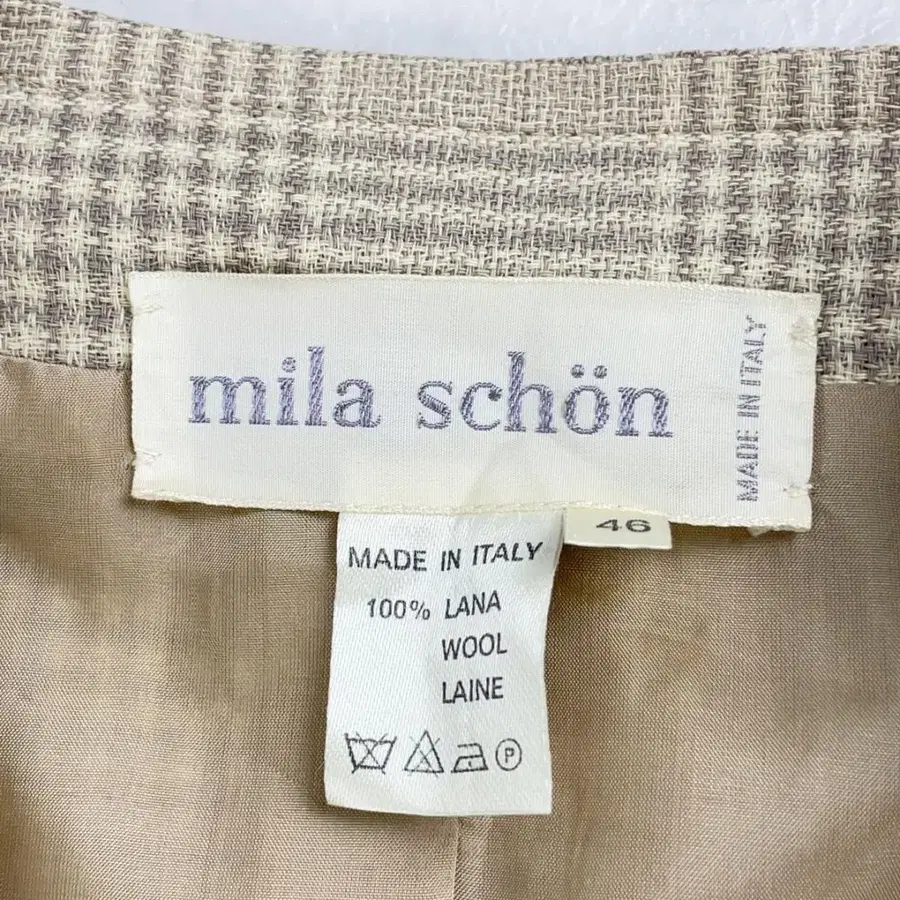 mila schön
MADE IN ITALY
46
MADE IN ITALY
100% LANA
WOOL
LAINE
P